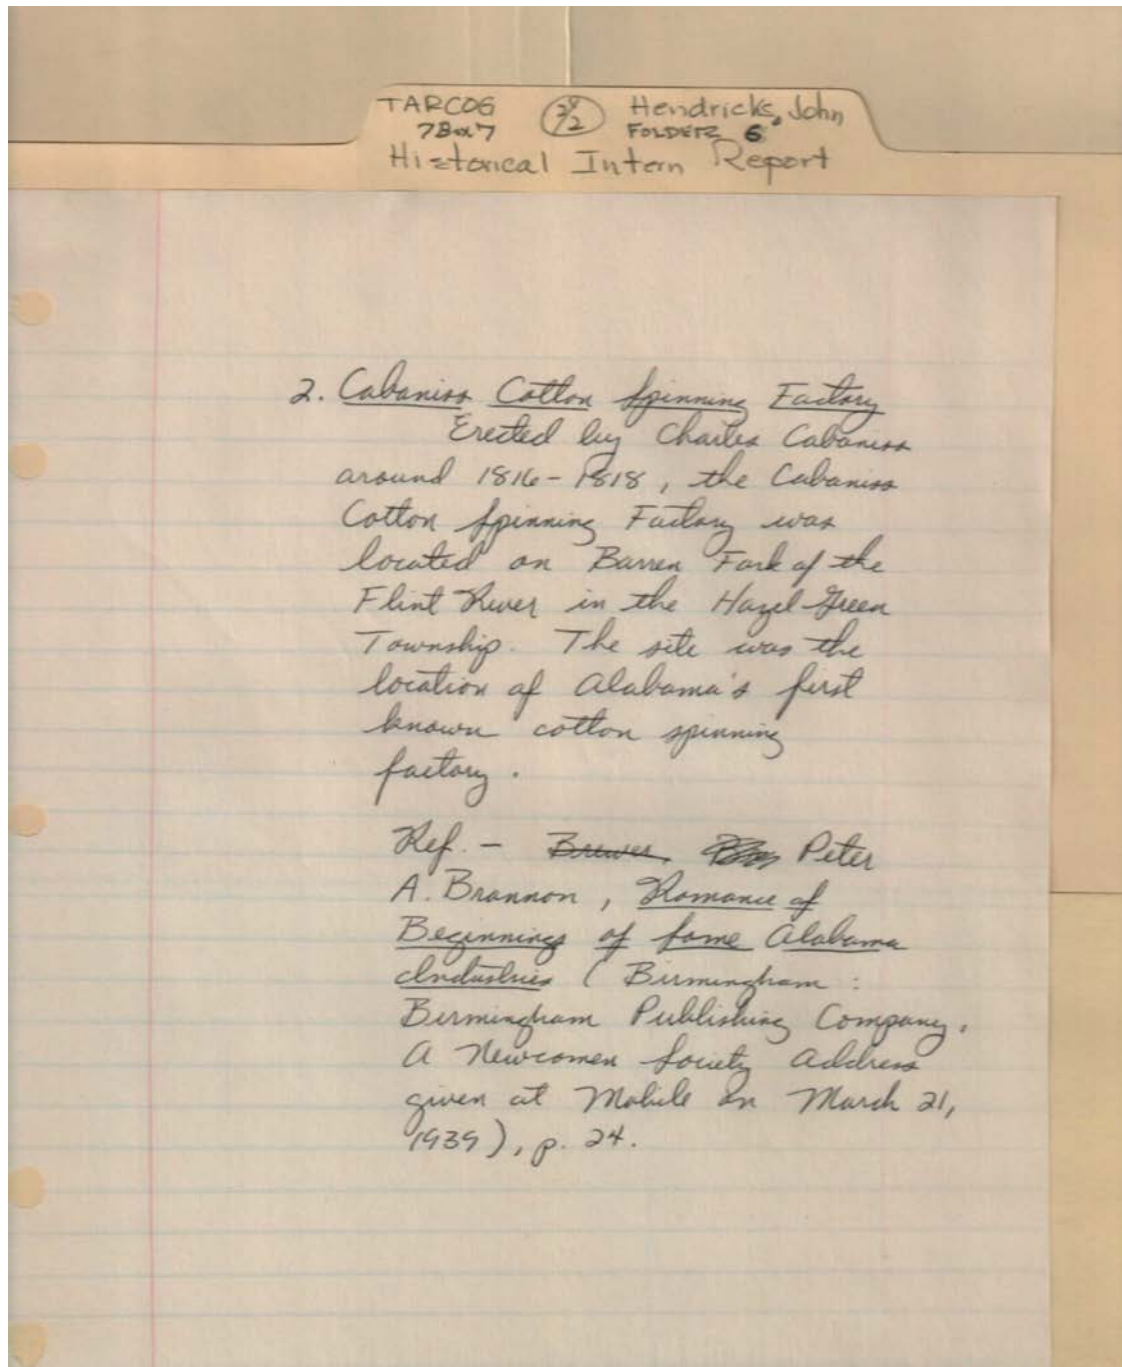 TARCOG
7Box7
Hendricks, John
FOLDER 6
Historical Intern Report
2. Cabaniss Cotton Spinning Factory
Erected by Charles Cabaniss
around 1816-1818, the Cabaniss
Cotton Spinning Factory was
located on Barren Fork of the
Flint River in the Hazel Green
Township. The site was the
location of Alabama's first
known cotton spinning
factory.
Ref. - Brewer, Peter
A. Brannon, Romance of
Beginnings of Some Alabama
Industries (Birmingham:
Birmingham Publishing Company,
A Newcomen Society Address
given at Mobile on March 21,
1939), p. 24.